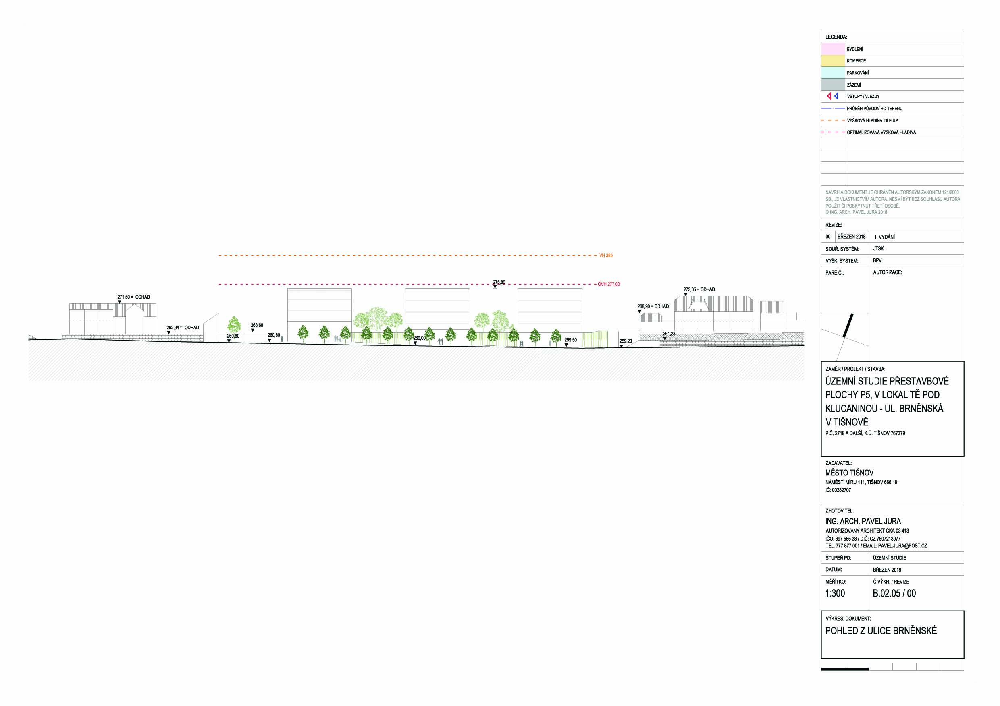 VH 285
275,80
OVH 277,00
273,65 = ODHAD
271,50 = ODHAD
268,90 = ODHAD
262,94 = ODHAD
263,60
260,60
260,80
260,00
259,50
259,20
261,23
LEGENDA:
BYDLENÍ
KOMERCE
PARKOVÁNÍ
ZÁZEMÍ
VSTUPY / VJEZDY
PRŮBĚH PŮVODNÍHO TERÉNU
VÝŠKOVÁ HLADINA DLE UP
OPTIMALIZOVANÁ VÝŠKOVÁ HLADINA
NÁVRH A DOKUMENT JE CHRÁNĚN AUTORSKÝM ZÁKONEM 121/2000
SB., JE VLASTNICTVÍM AUTORA. NESMÍ BÝT BEZ SOUHLASU AUTORA
POUŽIT ČI POSKYTNUT TŘETÍ OSOBĚ.
© ING. ARCH. PAVEL JURA 2018
REVIZE:
00 BŘEZEN 2018 1. VYDÁNÍ
SOUŘ. SYSTÉM: JTSK
VÝŠK. SYSTÉM: BPV
PARÉ Č.: AUTORIZACE:
ZÁMĚR / PROJEKT / STAVBA:
ÚZEMNÍ STUDIE PŘESTAVBOVÉ
PLOCHY P5, V LOKALITĚ POD
KLUCANINOU - UL. BRNĚNSKÁ
V TIŠNOVĚ
P.Č. 2718 A DALŠÍ, K.Ú. TIŠNOV 767379
ZADAVATEL:
MĚSTO TIŠNOV
NÁMĚSTÍ MÍRU 111, TIŠNOV 666 19
IČ: 00282707
ZHOTOVITEL:
ING. ARCH. PAVEL JURA
AUTORIZOVANÝ ARCHITEKT ČKA 03 413
IČO: 697 565 38 / DIČ: CZ 7607213977
TEL: 777 877 001 / EMAIL: PAVEL.JURA@POST.CZ
STUPEŇ PD: ÚZEMNÍ STUDIE
DATUM: BŘEZEN 2018
MĚŘÍTKO: Č.VÝKR. / REVIZE
1:300 B.02.05 / 00
VÝKRES, DOKUMENT:
POHLED Z ULICE BRNĚNSKÉ